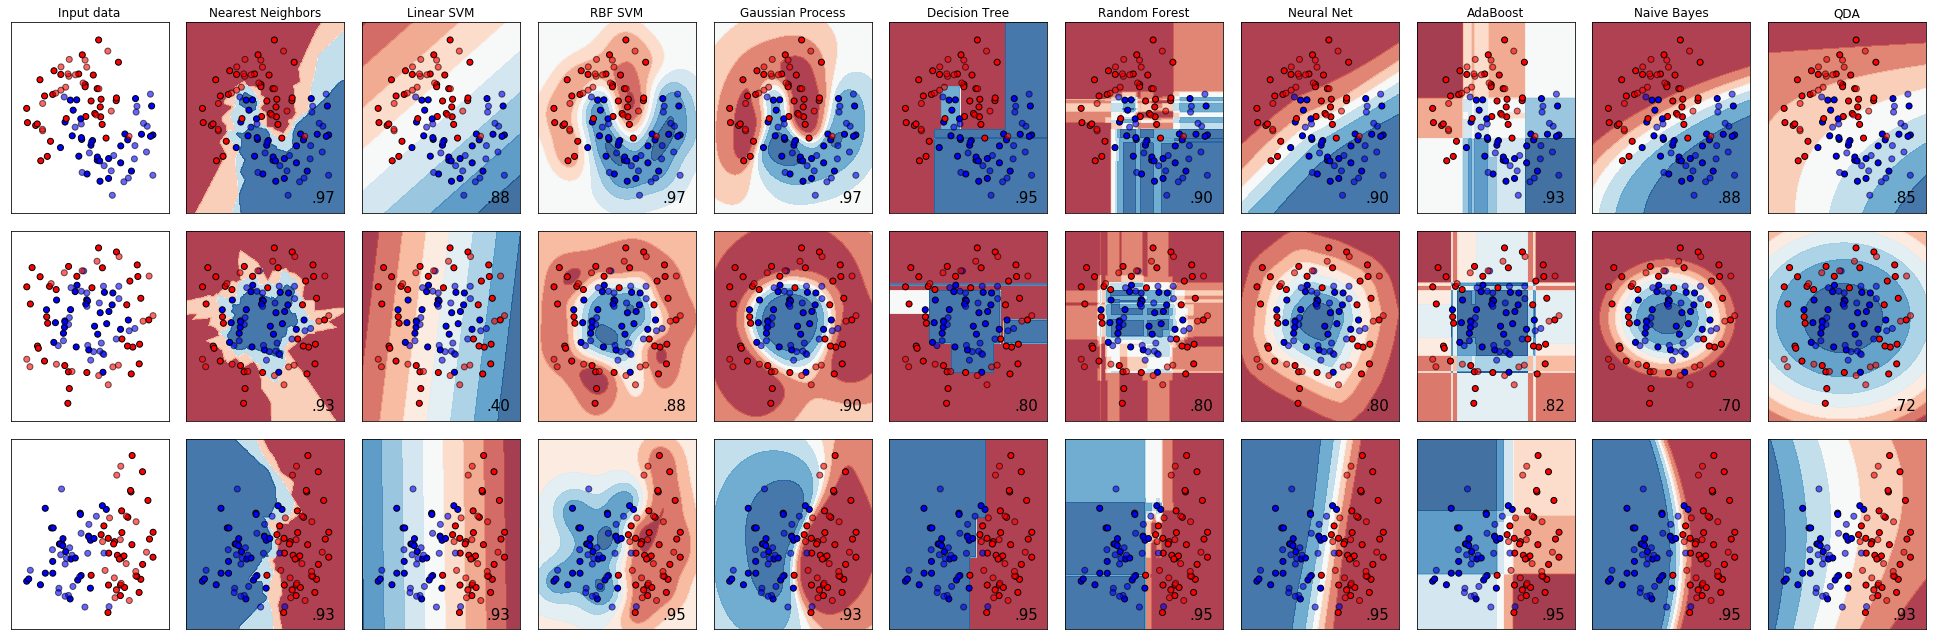 Input data
Nearest Neighbors
Linear SVM
RBF SVM
Gaussian Process
Decision Tree
Random Forest
Neural Net
AdaBoost
Naive Bayes
QDA
.97
.88
.97
.97
.95
.90
.90
.93
.88
.85
.93
.40
.88
.90
.80
.80
.80
.82
.70
.72
.93
.93
.95
.93
.95
.95
.95
.95
.95
.93